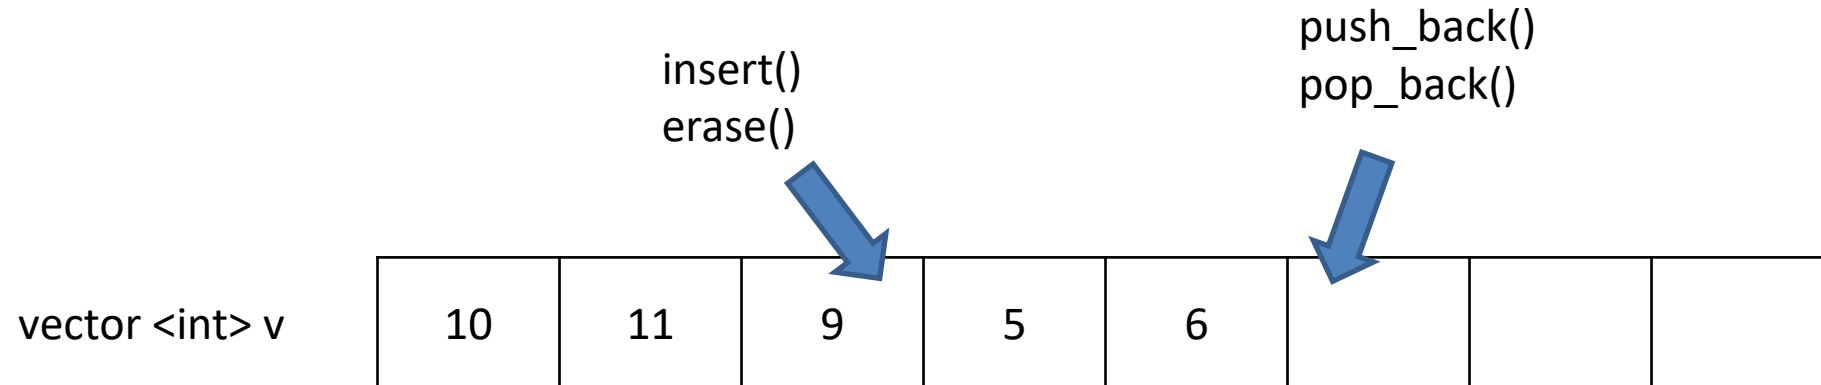 push_back()
pop_back()
insert()
erase()
vector <int> v
10 11 9 5 6